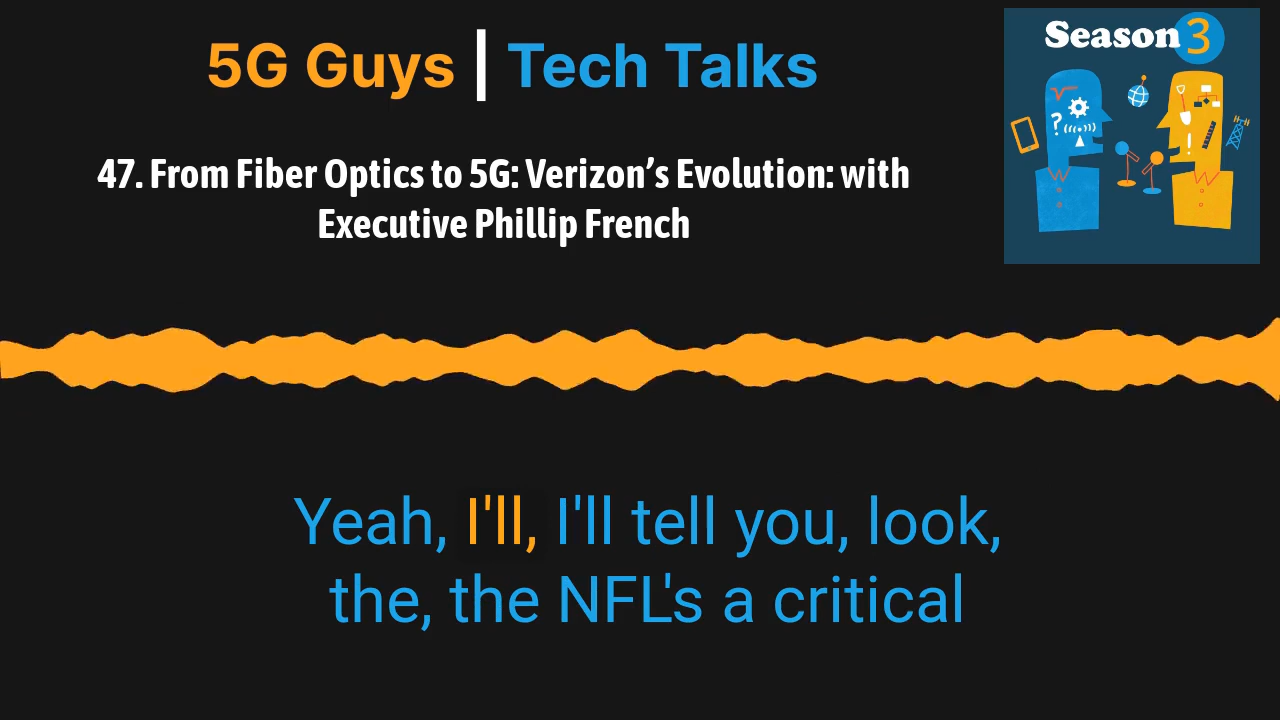 5G Guys | Tech Talks
Season 3
47. From Fiber Optics to 5G: Verizon’s Evolution: with
Executive Phillip French
Yeah, I'll, I'll tell you, look,
the, the NFL's a critical